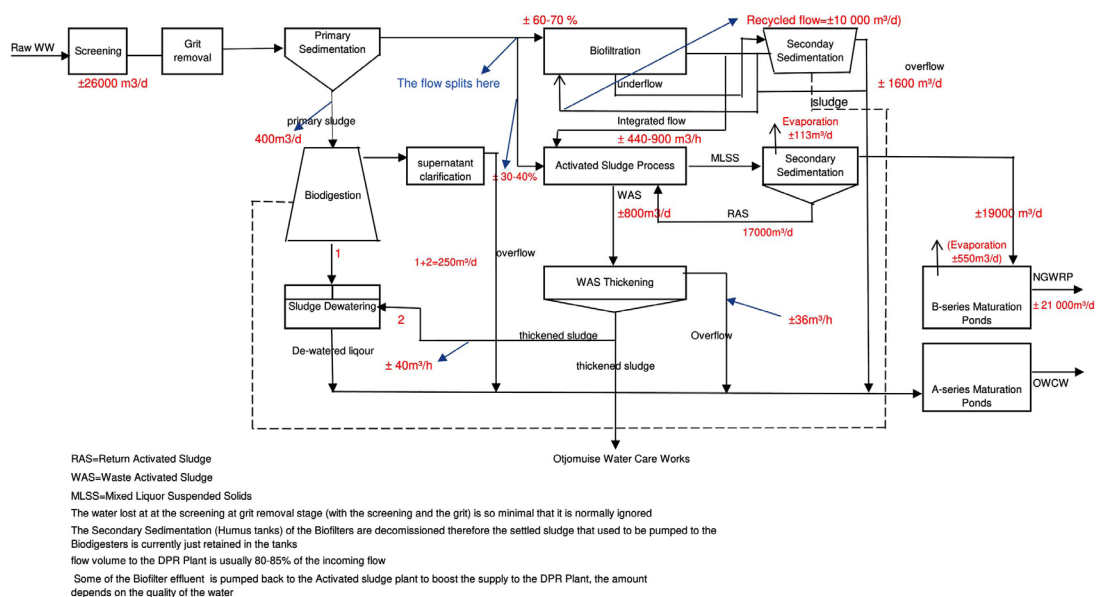 ± 60-70 %
Recycled flow=±10 000 m³/d)
Raw WW
Screening
Grit
removal
Primary
Sedimentation
Biofiltration
Seconday
Sedimentation
overflow
± 1600 m³/d
±26000 m3/d
The flow splits here
underflow
sludge
primary sludge
400m3/d
Integrated flow
± 440-900 m3/h
Evaporation
±113m³/d
supernatant
clarification
± 30-40%
Activated Sludge Process
MLSS
Secondary
Sedimentation
Biodigestion
WAS
±800m3/d
RAS
17000m³/d
±19000 m³/d
1
1+2=250m³/d
overflow
(Evaporation
±550m3/d)
WAS Thickening
NGWRP
B-series Maturation
Ponds
± 21 000m³/d
Sludge Dewatering
2
±36m³/h
thickened sludge
Overflow
De-watered liqour
± 40m³/h
thickened sludge
A-series Maturation
Ponds
OWCW
RAS=Return Activated Sludge
Otjomuise Water Care Works
WAS=Waste Activated Sludge
MLSS=Mixed Liquor Suspended Solids
The water lost at at the screening at grit removal stage (with the screening and the grit) is so minimal that it is normally ignored
The Secondary Sedimentation (Humus tanks) of the Biofilters are decomissioned therefore the settled sludge that used to be pumped to the
Biodigesters is currently just retained in the tanks
flow volume to the DPR Plant is usually 80-85% of the incoming flow
Some of the Biofilter effluent is pumped back to the Activated sludge plant to boost the supply to the DPR Plant, the amount
depends on the quality of the water